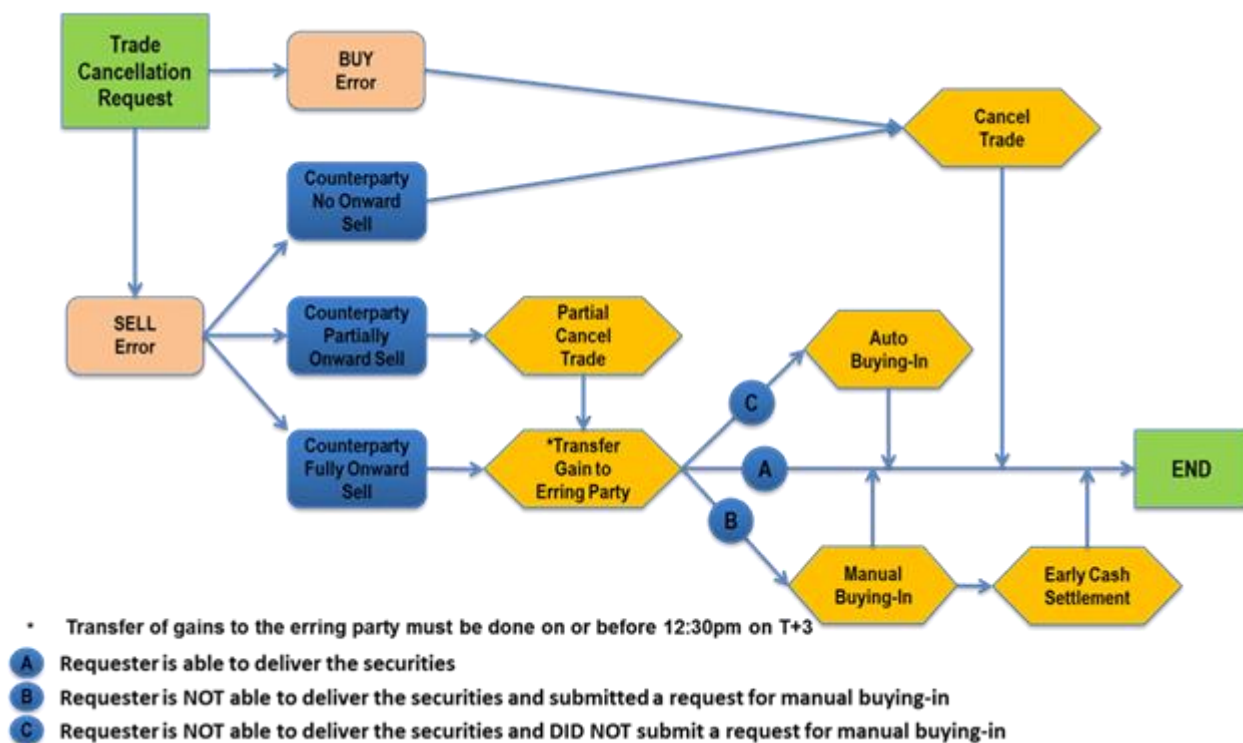 Trade
Cancellation
Request
BUY
Error
Cancel
Trade
Counterparty
No Onward
Sell
SELL
Error
Counterparty
Partially
Onward Sell
Partial
Cancel
Trade
Auto
Buying-In
C
Counterparty
Fully Onward
Sell
*Transfer
Gain to
Erring Party
A
END
B
Manual
Buying-In
Early Cash
Settlement
* Transfer of gains to the erring party must be done on or before 12:30pm on T+3
A Requester is able to deliver the securities
B Requester is NOT able to deliver the securities and submitted a request for manual buying-in
C Requester is NOT able to deliver the securities and DID NOT submit a request for manual buying-in